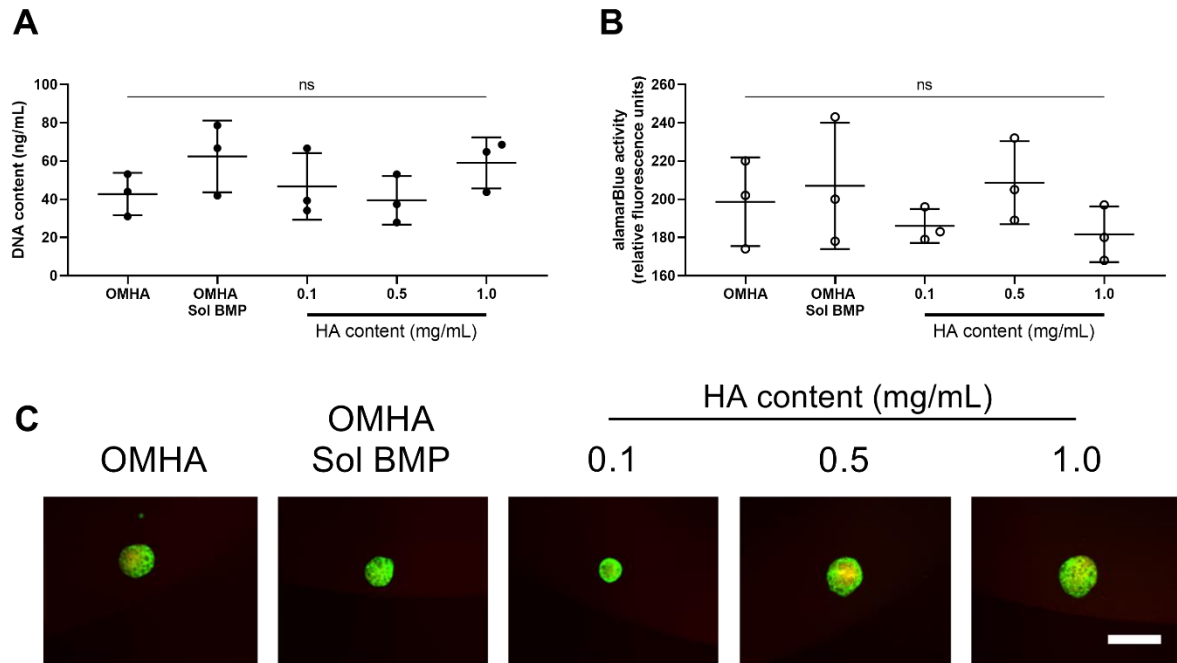 A
ns
DNA content (ng/mL)
100
80
60
40
20
0
OMHA
OMHA
Sol BMP
0.1
0.5
1.0
HA content (mg/mL)
B
ns
alamarBlue activity
(relative fluorescence units)
260
240
220
200
180
160
OMHA
OMHA
Sol BMP
0.1
0.5
1.0
HA content (mg/mL)
C
OMHA
OMHA
Sol BMP
HA content (mg/mL)
0.1
0.5
1.0